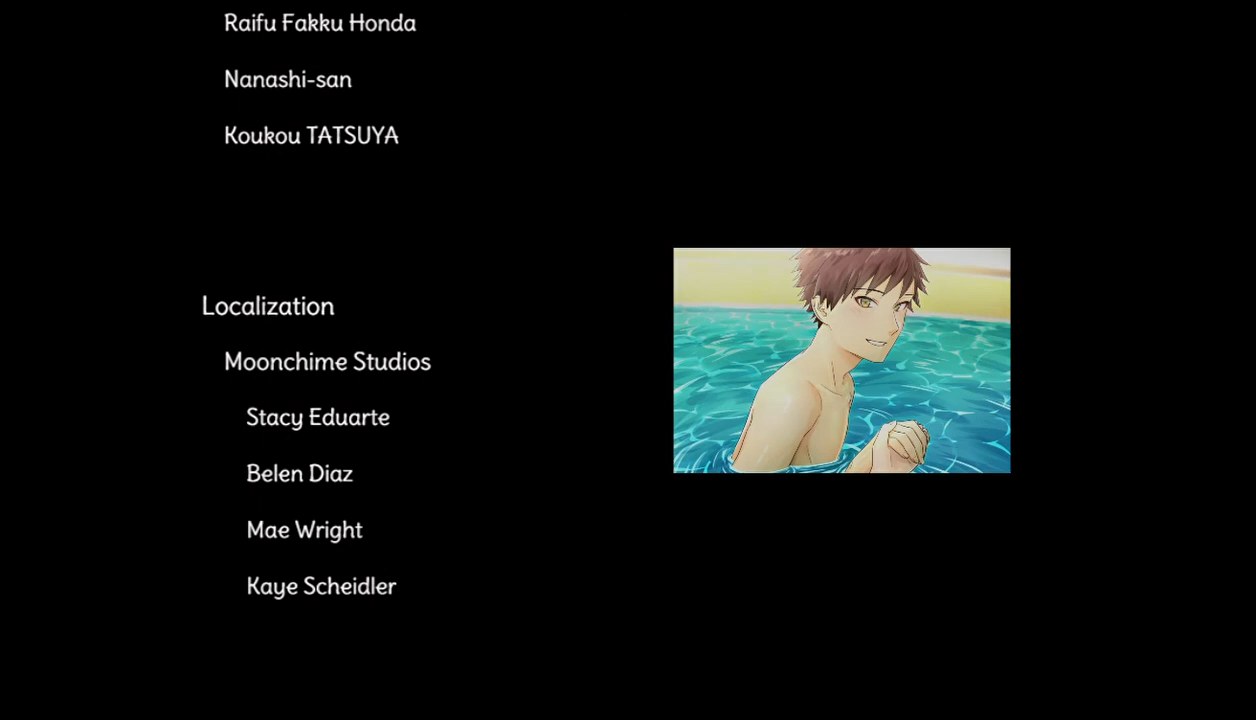 Raifu Fakku Honda
Nanashi-san
Koukou TATSUYA
Localization
Moonchime Studios
Stacy Eduarte
Belen Diaz
Mae Wright
Kaye Scheidler